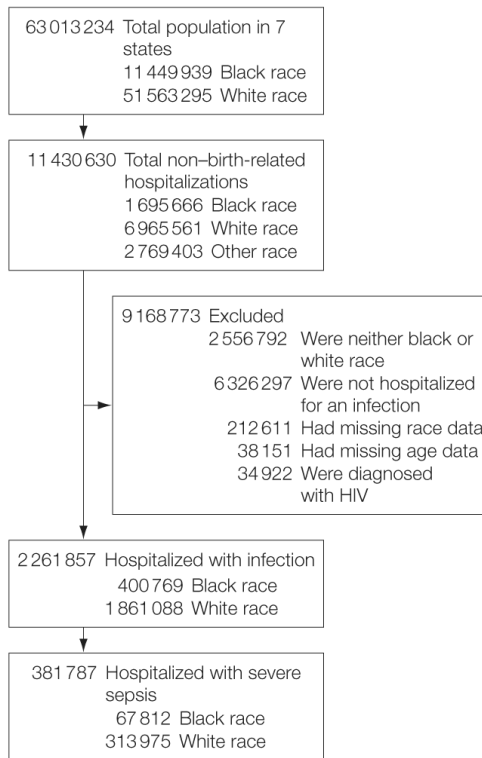 63 013 234 Total population in 7
states
11 449 939 Black race
51 563 295 White race
11 430 630 Total non–birth-related
hospitalizations
1 695 666 Black race
6 965 561 White race
2 769 403 Other race
9 168 773 Excluded
2 556 792 Were neither black or
white race
6 326 297 Were not hospitalized
for an infection
212 611 Had missing race data
38 151 Had missing age data
34 922 Were diagnosed
with HIV
2 261 857 Hospitalized with infection
400 769 Black race
1 861 088 White race
381 787 Hospitalized with severe
sepsis
67 812 Black race
313 975 White race